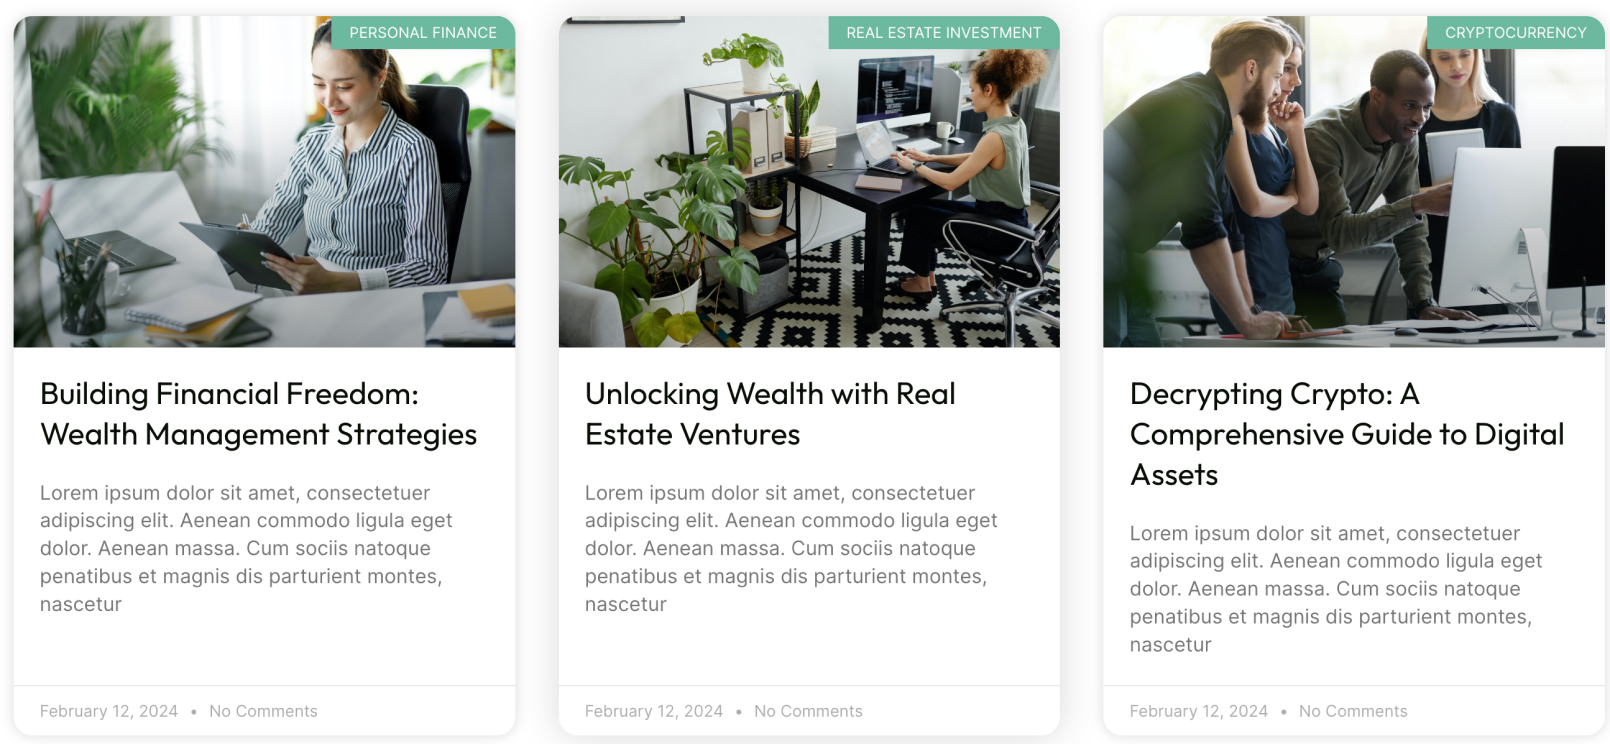 PERSONAL FINANCE
Building Financial Freedom:
Wealth Management Strategies
Lorem ipsum dolor sit amet, consectetuer
adipiscing elit. Aenean commodo ligula eget
dolor. Aenean massa. Cum sociis natoque
penatibus et magnis dis parturient montes,
nascetur
February 12, 2024 • No Comments
REAL ESTATE INVESTMENT
Unlocking Wealth with Real
Estate Ventures
Lorem ipsum dolor sit amet, consectetuer
adipiscing elit. Aenean commodo ligula eget
dolor. Aenean massa. Cum sociis natoque
penatibus et magnis dis parturient montes,
nascetur
February 12, 2024 • No Comments
CRYPTOCURRENCY
Decrypting Crypto: A
Comprehensive Guide to Digital
Assets
Lorem ipsum dolor sit amet, consectetuer
adipiscing elit. Aenean commodo ligula eget
dolor. Aenean massa. Cum sociis natoque
penatibus et magnis dis parturient montes,
nascetur
February 12, 2024 • No Comments